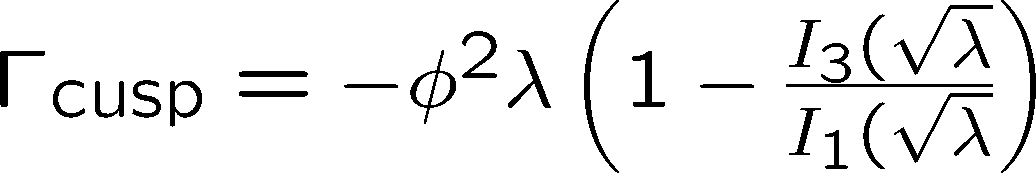 Γ_cusp = −ϕ²λ (1 − I₃(√λ / I₁(√λ)